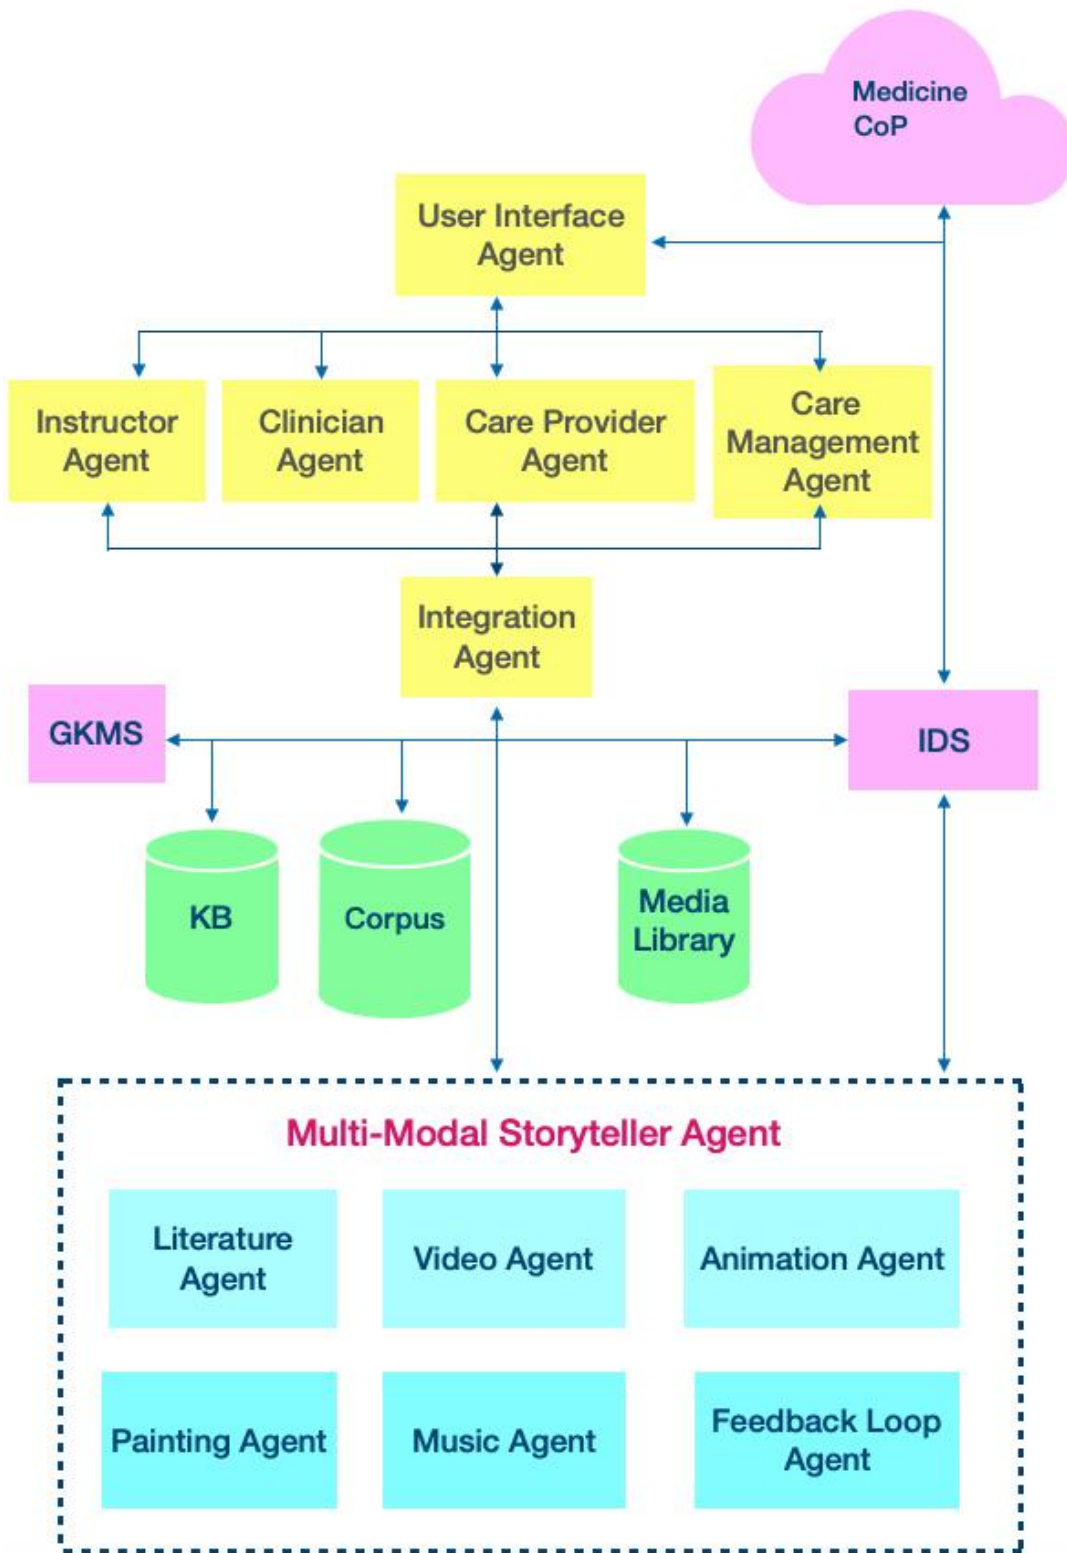 Medicine
CoP
User Interface
Agent
Instructor
Agent
Clinician
Agent
Care Provider
Agent
Care
Management
Agent
Integration
Agent
GKMS
IDS
KB
Corpus
Media
Library
Multi-Modal Storyteller Agent
Literature
Agent
Video Agent
Animation Agent
Painting Agent
Music Agent
Feedback Loop
Agent